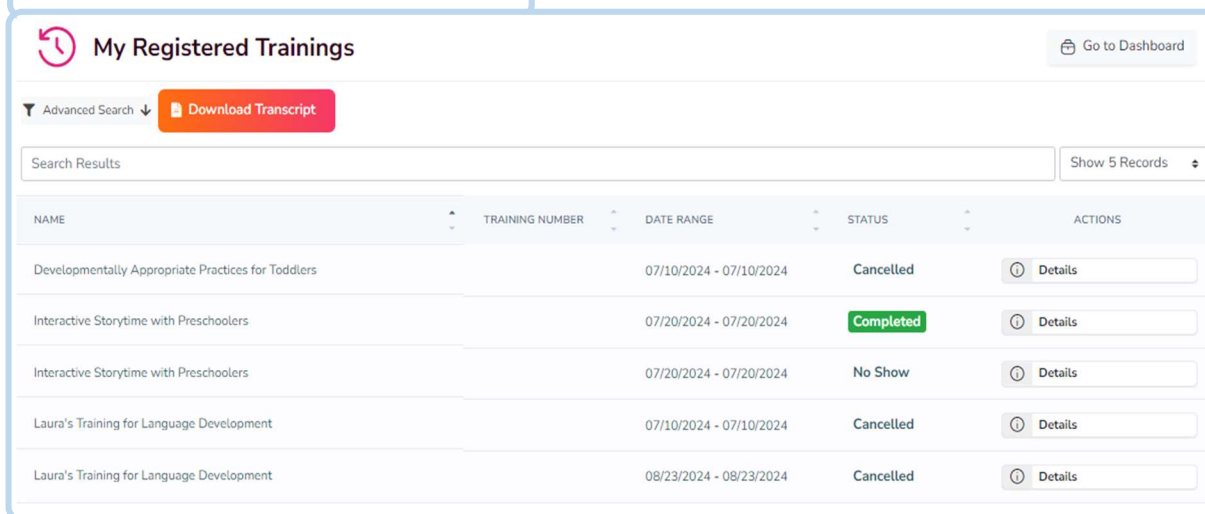 My Registered Trainings
Go to Dashboard
Advanced Search
Download Transcript
Search Results
Show 5 Records
NAME TRAINING NUMBER DATE RANGE STATUS ACTIONS
Developmentally Appropriate Practices for Toddlers 07/10/2024 - 07/10/2024 Cancelled Details
Interactive Storytime with Preschoolers 07/20/2024 - 07/20/2024 Completed Details
Interactive Storytime with Preschoolers 07/20/2024 - 07/20/2024 No Show Details
Laura's Training for Language Development 07/10/2024 - 07/10/2024 Cancelled Details
Laura's Training for Language Development 08/23/2024 - 08/23/2024 Cancelled Details